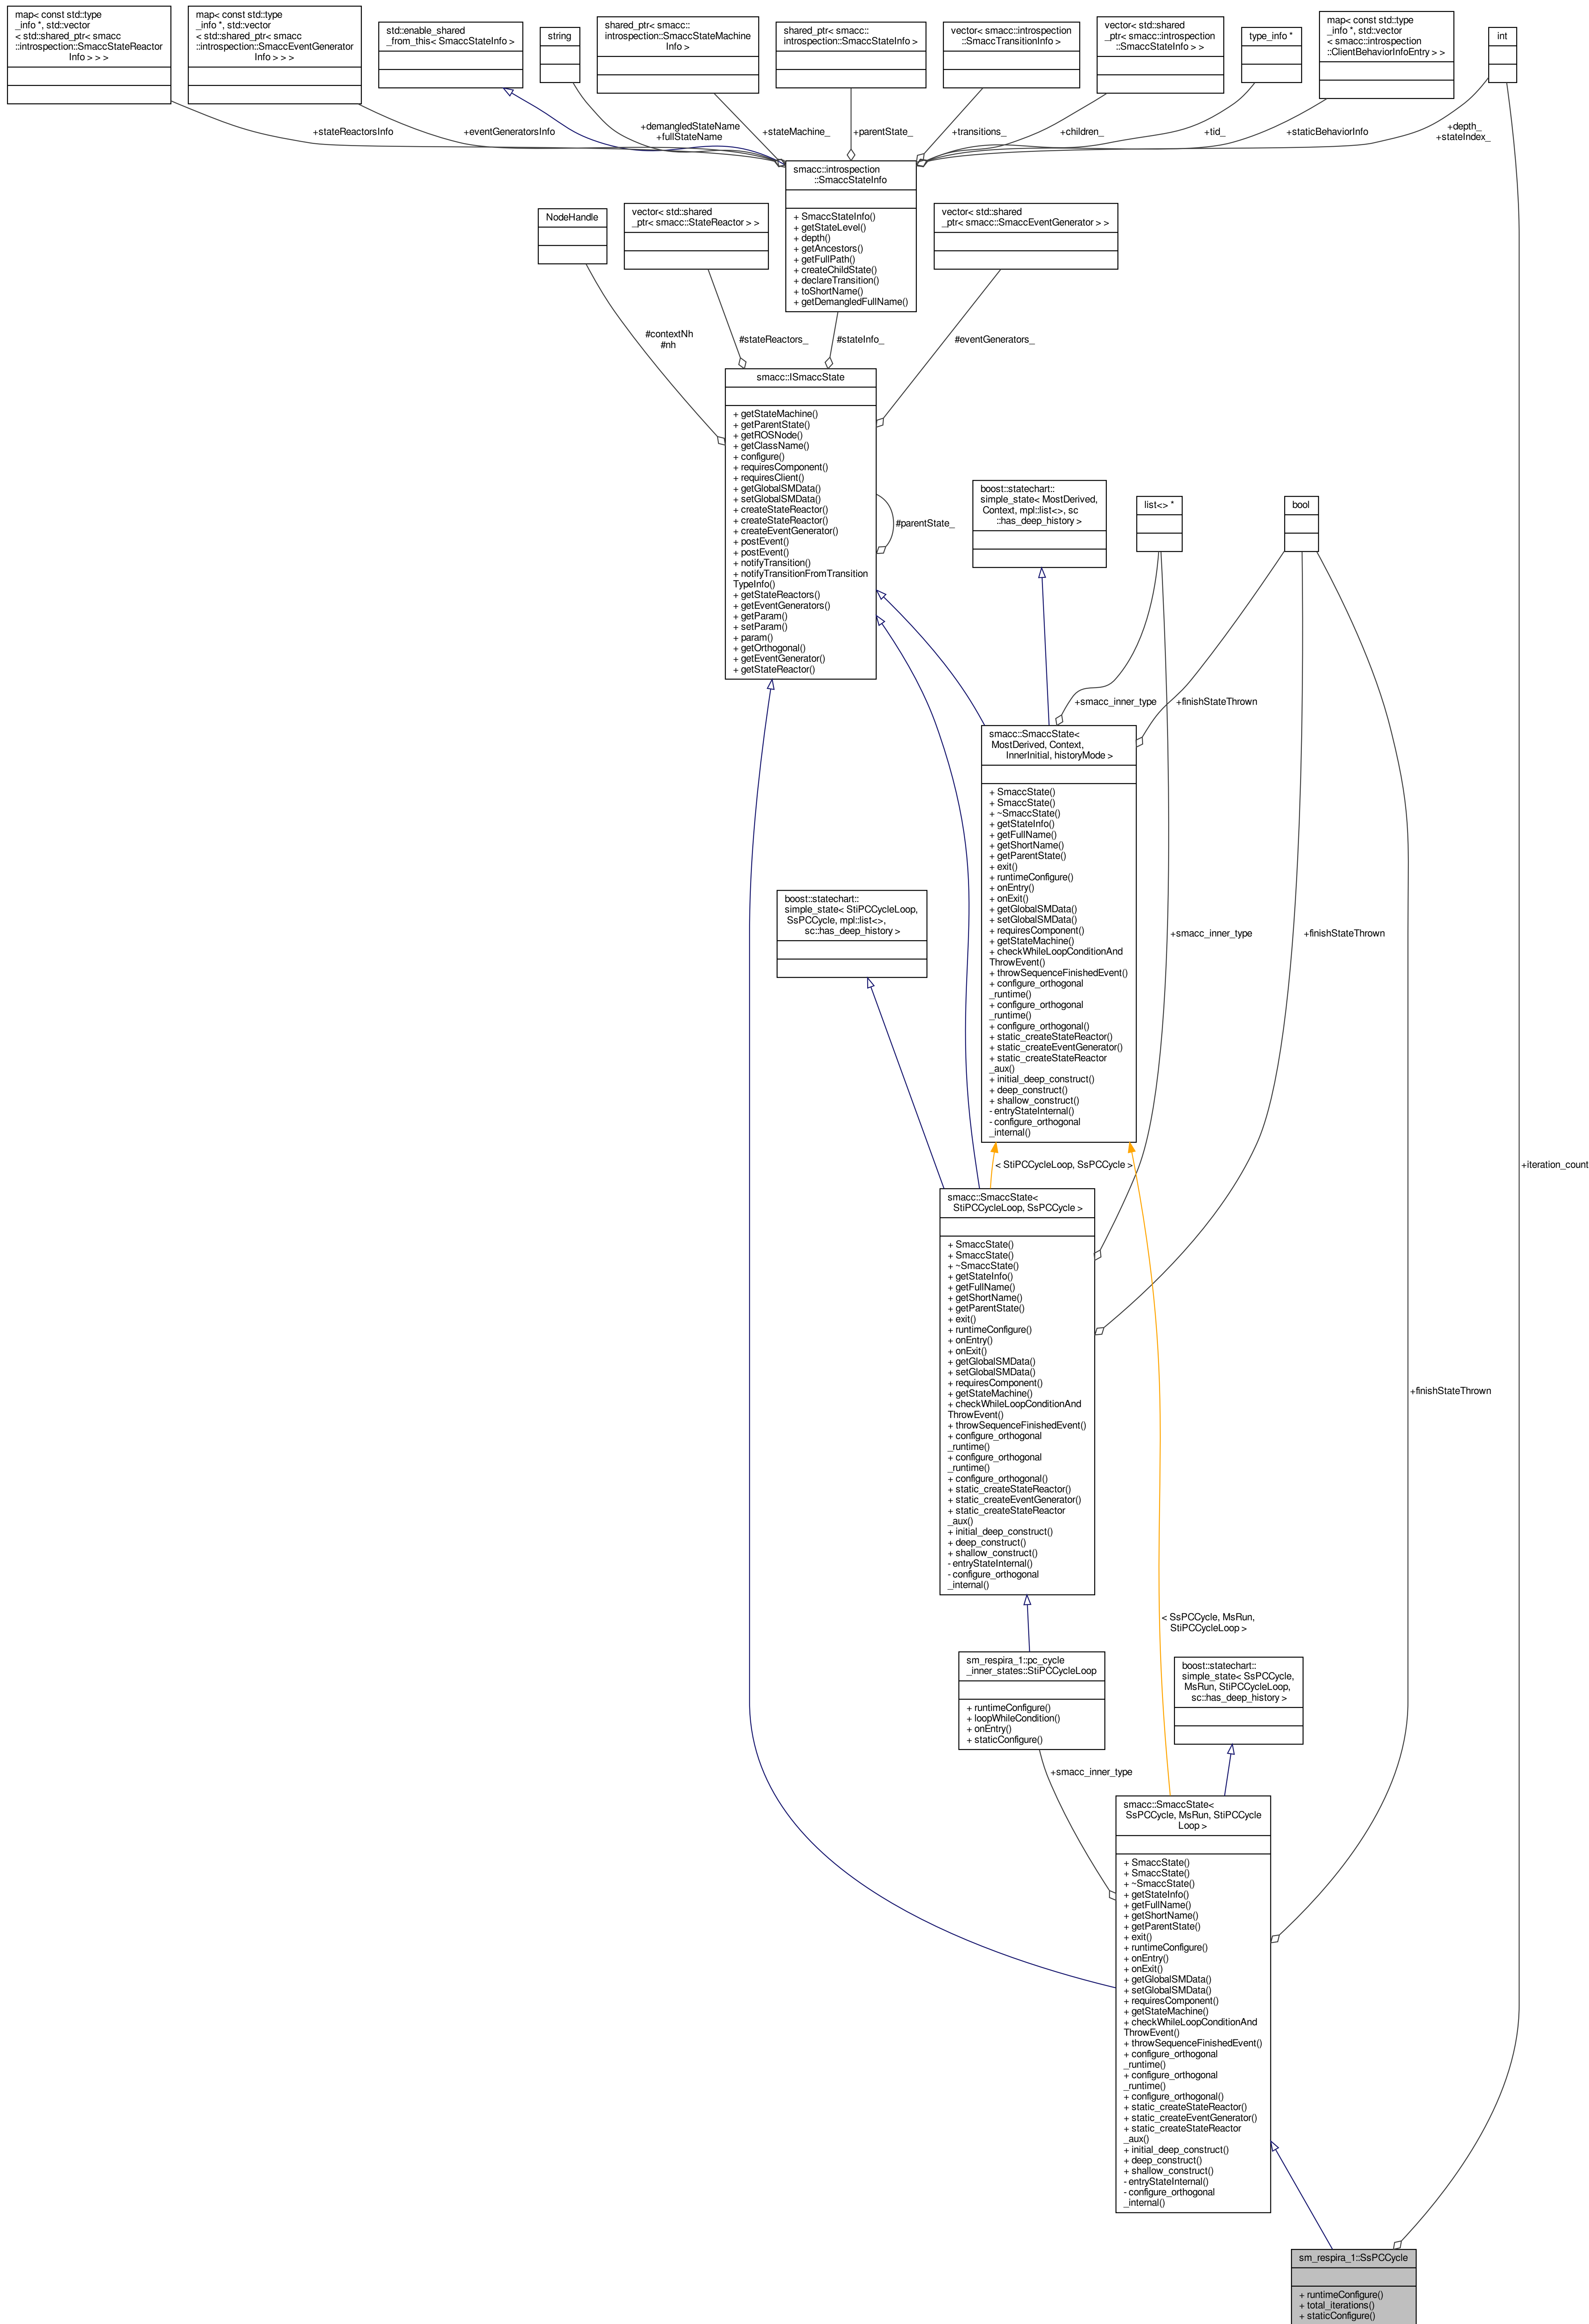 map< const std::type
_info *, std::vector
< std::shared_ptr< smacc
::introspection::SmaccStateReactor
Info > > >
map< const std::type
_info *, std::vector
< std::shared_ptr< smacc
::introspection::SmaccEventGenerator
Info > > >
std::enable_shared
_from_this< SmaccStateInfo >
string
shared_ptr< smacc::
introspection::SmaccStateMachine
Info >
shared_ptr< smacc::
introspection::SmaccStateInfo >
vector< smacc::introspection
::SmaccTransitionInfo >
vector< std::shared
_ptr< smacc::introspection
::SmaccStateInfo > >
type_info *
map< const std::type
_info *, std::vector
< smacc::introspection
::ClientBehaviorInfoEntry > >
int
+stateReactorsInfo
+eventGeneratorsInfo
+demangledStateName
+fullStateName
+stateMachine_
+parentState_
+transitions_
+children_
+tid_
+staticBehaviorInfo
+depth_
+stateIndex_
smacc::introspection
::SmaccStateInfo
+ SmaccStateInfo()
+ getStateLevel()
+ depth()
+ getAncestors()
+ getFullPath()
+ createChildState()
+ declareTransition()
+ toShortName()
+ getDemangledFullName()
NodeHandle
vector< std::shared
_ptr< smacc::StateReactor > >
vector< std::shared
_ptr< smacc::SmaccEventGenerator > >
#contextNh
#nh
#stateReactors_
#stateInfo_
#eventGenerators_
smacc::ISmaccState
+ getStateMachine()
+ getParentState()
+ getROSNode()
+ getClassName()
+ configure()
+ requiresComponent()
+ requiresClient()
+ getGlobalSMData()
+ setGlobalSMData()
+ createStateReactor()
+ createStateReactor()
+ createEventGenerator()
+ postEvent()
+ postEvent()
+ notifyTransition()
+ notifyTransitionFromTransition
TypeInfo()
+ getStateReactors()
+ getEventGenerators()
+ getParam()
+ setParam()
+ param()
+ getOrthogonal()
+ getEventGenerator()
+ getStateReactor()
#parentState_
boost::statechart::
simple_state< MostDerived,
Context, mpl::list<>, sc
::has_deep_history >
list<> *
bool
+smacc_inner_type
+finishStateThrown
smacc::SmaccState<
MostDerived, Context,
InnerInitial, historyMode >
+ SmaccState()
+ SmaccState()
+ ~SmaccState()
+ getStateInfo()
+ getFullName()
+ getShortName()
+ getParentState()
+ exit()
+ runtimeConfigure()
+ onEntry()
+ onExit()
+ getGlobalSMData()
+ setGlobalSMData()
+ requiresComponent()
+ getStateMachine()
+ checkWhileLoopConditionAnd
ThrowEvent()
+ throwSequenceFinishedEvent()
+ configure_orthogonal
_runtime()
+ configure_orthogonal
_runtime()
+ configure_orthogonal()
+ static_createStateReactor()
+ static_createEventGenerator()
+ static_createStateReactor
_aux()
+ initial_deep_construct()
+ deep_construct()
+ shallow_construct()
- entryStateInternal()
- configure_orthogonal
_internal()
boost::statechart::
simple_state< StiPCCycleLoop,
SsPCCycle, mpl::list<>,
sc::has_deep_history >
+smacc_inner_type
+finishStateThrown
< StiPCCycleLoop, SsPCCycle >
+iteration_count
smacc::SmaccState<
StiPCCycleLoop, SsPCCycle >
+ SmaccState()
+ SmaccState()
+ ~SmaccState()
+ getStateInfo()
+ getFullName()
+ getShortName()
+ getParentState()
+ exit()
+ runtimeConfigure()
+ onEntry()
+ onExit()
+ getGlobalSMData()
+ setGlobalSMData()
+ requiresComponent()
+ getStateMachine()
+ checkWhileLoopConditionAnd
ThrowEvent()
+ throwSequenceFinishedEvent()
+ configure_orthogonal
_runtime()
+ configure_orthogonal
_runtime()
+ configure_orthogonal()
+ static_createStateReactor()
+ static_createEventGenerator()
+ static_createStateReactor
_aux()
+ initial_deep_construct()
+ deep_construct()
+ shallow_construct()
- entryStateInternal()
- configure_orthogonal
_internal()
+finishStateThrown
< SsPCCycle, MsRun,
StiPCCycleLoop >
sm_respira_1::pc_cycle
_inner_states::StiPCCycleLoop
+ runtimeConfigure()
+ loopWhileCondition()
+ onEntry()
+ staticConfigure()
boost::statechart::
simple_state< SsPCCycle,
MsRun, StiPCCycleLoop,
sc::has_deep_history >
+smacc_inner_type
smacc::SmaccState<
SsPCCycle, MsRun, StiPCCycle
Loop >
+ SmaccState()
+ SmaccState()
+ ~SmaccState()
+ getStateInfo()
+ getFullName()
+ getShortName()
+ getParentState()
+ exit()
+ runtimeConfigure()
+ onEntry()
+ onExit()
+ getGlobalSMData()
+ setGlobalSMData()
+ requiresComponent()
+ getStateMachine()
+ checkWhileLoopConditionAnd
ThrowEvent()
+ throwSequenceFinishedEvent()
+ configure_orthogonal
_runtime()
+ configure_orthogonal
_runtime()
+ configure_orthogonal()
+ static_createStateReactor()
+ static_createEventGenerator()
+ static_createStateReactor
_aux()
+ initial_deep_construct()
+ deep_construct()
+ shallow_construct()
- entryStateInternal()
- configure_orthogonal
_internal()
sm_respira_1::SsPCCycle
+ runtimeConfigure()
+ total_iterations()
+ staticConfigure()